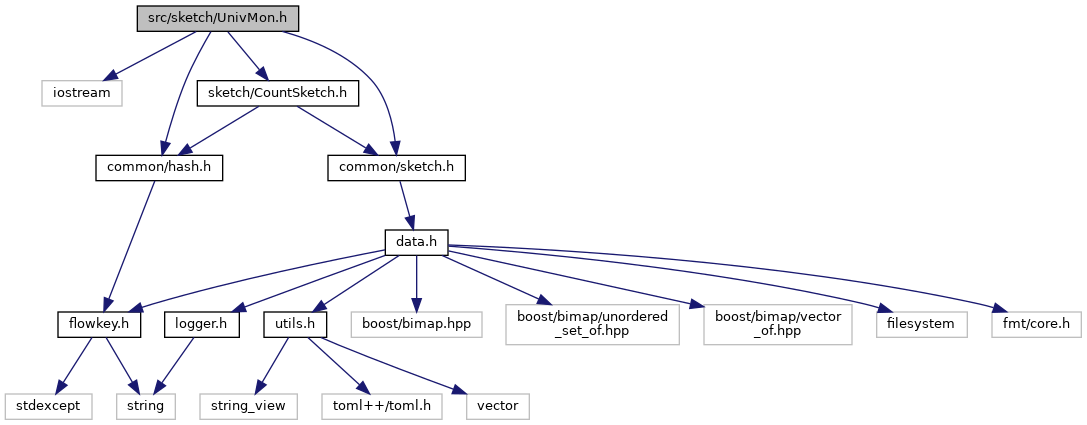 src/sketch/UnivMon.h
iostream
sketch/CountSketch.h
common/hash.h
common/sketch.h
data.h
flowkey.h
logger.h
utils.h
boost/bimap.hpp
boost/bimap/unordered
_set_of.hpp
boost/bimap/vector
_of.hpp
filesystem
fmt/core.h
stdexcept
string
string_view
toml++/toml.h
vector